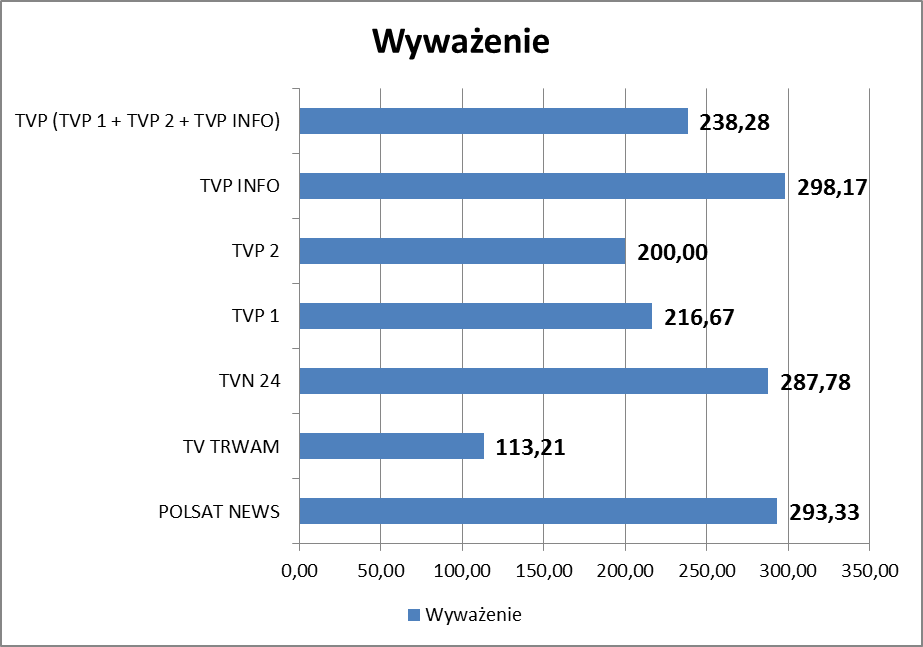 Wyważenie
TVP (TVP 1 + TVP 2 + TVP INFO) 238,28
TVP INFO 298,17
TVP 2 200,00
TVP 1 216,67
TVN 24 287,78
TV TRWAM 113,21
POLSAT NEWS 293,33
0,00 50,00 100,00 150,00 200,00 250,00 300,00 350,00
Wyważenie